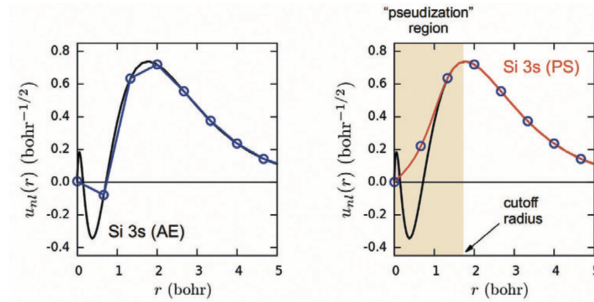 "pseudization"
region
0.8
0.6
0.4
0.2
0.0
-0.2
-0.4
u_nl(r) (bohr^−1/2)
Si 3s (AE)
0 1 2 3 4 5
r (bohr)
0.8
0.6
0.4
0.2
0.0
-0.2
-0.4
u_nl(r) (bohr^−1/2)
Si 3s (PS)
cutoff
radius
0 1 2 3 4 5
r (bohr)